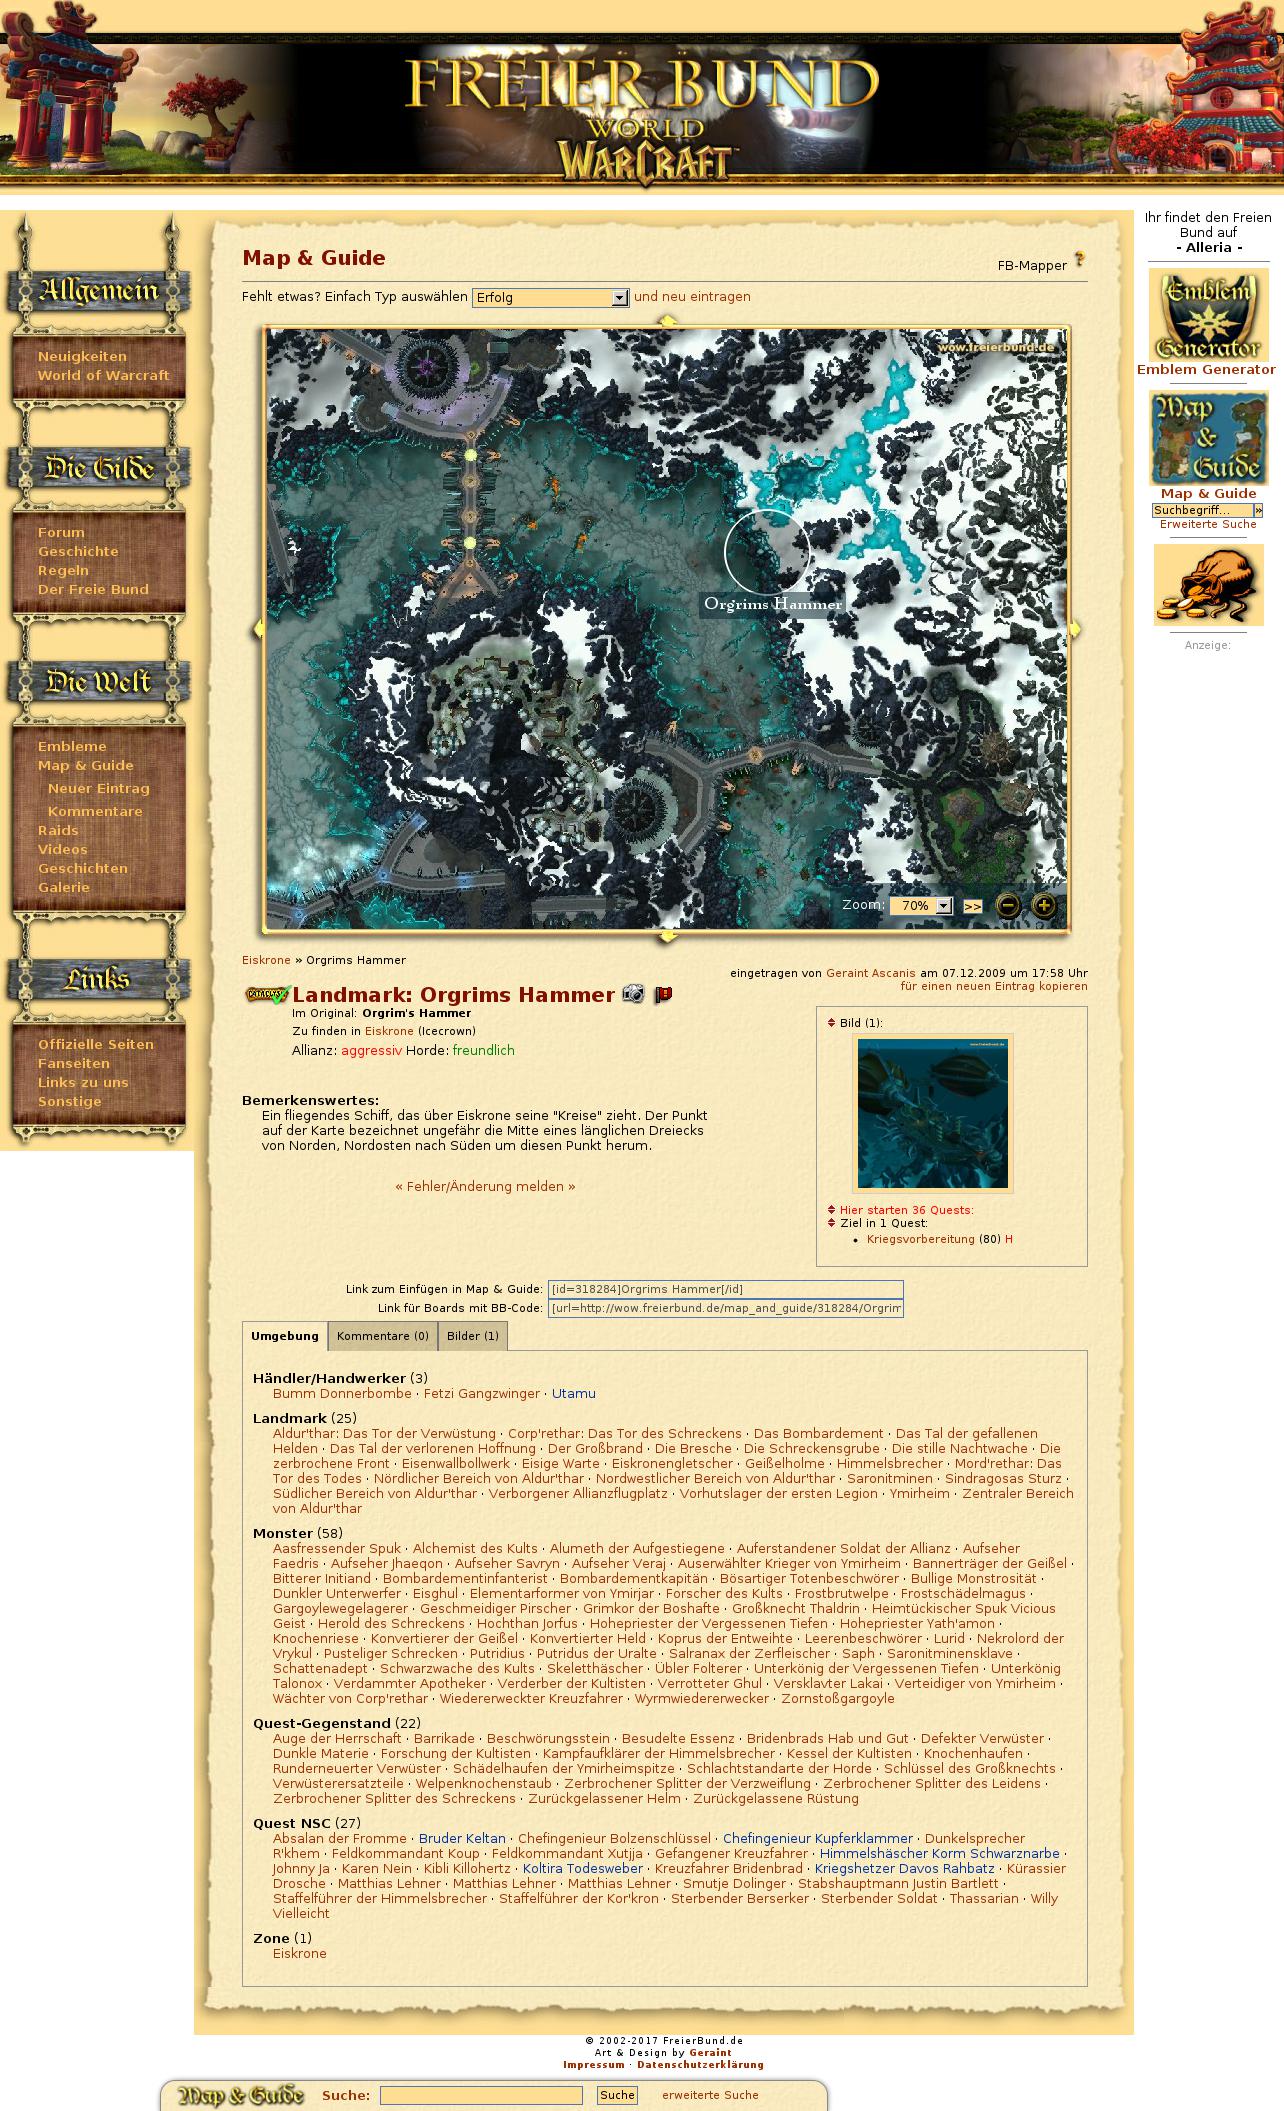 FREIER BUND
WORLD
WARCRAFT
Allgemein
Neuigkeiten
World of Warcraft
Die Gilde
Forum
Geschichte
Regeln
Der Freie Bund
Die Welt
Embleme
Map & Guide
Neuer Eintrag
Kommentare
Raids
Videos
Geschichten
Galerie
Links
Offizielle Seiten
Fanseiten
Links zu uns
Sonstige
Map & Guide
FB-Mapper ?
Fehlt etwas? Einfach Typ auswählen Erfolg und neu eintragen
www.freierbund.de
Orgrims Hammer
Zoom: 70% >>
Eiskrone » Orgrims Hammer
eingetragen von Geraint Ascanis am 07.12.2009 um 17:58 Uhr
für einen neuen Eintrag kopieren
Landmark: Orgrims Hammer
Im Original: Orgrim's Hammer
Zu finden in Eiskrone (Icecrown)
Allianz: aggressiv Horde: freundlich
Bemerkenswertes:
Ein fliegendes Schiff, das über Eiskrone seine "Kreise" zieht. Der Punkt
auf der Karte bezeichnet ungefähr die Mitte eines länglichen Dreiecks
von Norden, Nordosten nach Süden um diesen Punkt herum.
« Fehler/Änderung melden »
Bild (1):
Hier starten 36 Quests:
Ziel in 1 Quest:
• Kriegsvorbereitung (80) H
Link zum Einfügen in Map & Guide: [id=318284]Orgrims Hammer[/id]
Link für Boards mit BB-Code: [url=http://wow.freierbund.de/map_and_guide/318284/Orgrim
Umgebung Kommentare (0) Bilder (1)
Händler/Handwerker (3)
Bumm Donnerbombe · Fetzi Gangzwinger · Utamu
Landmark (25)
Aldur'thar: Das Tor der Verwüstung · Corp'rethar: Das Tor des Schreckens · Das Bombardement · Das Tal der gefallenen
Helden · Das Tal der verlorenen Hoffnung · Der Großbrand · Die Bresche · Die Schreckensgrube · Die stille Nachtwache · Die
zerbrochene Front · Eisenwallbollwerk · Eisige Warte · Eiskronengletscher · Geißelholme · Himmelsbrecher · Mord'rethar: Das
Tor des Todes · Nördlicher Bereich von Aldur'thar · Nordwestlicher Bereich von Aldur'thar · Saronitminen · Sindragosas Sturz ·
Südlicher Bereich von Aldur'thar · Verborgener Allianzflugplatz · Vorhutslager der ersten Legion · Ymirheim · Zentraler Bereich
von Aldur'thar
Monster (58)
Aasfressender Spuk · Alchemist des Kults · Alumeth der Aufgestiegene · Auferstandener Soldat der Allianz · Aufseher
Faedris · Aufseher Jhaeqon · Aufseher Savryn · Aufseher Veraj · Auserwählter Krieger von Ymirheim · Bannerträger der Geißel ·
Bitterer Initiand · Bombardementinfanterist · Bombardementkapitän · Bösartiger Totenbeschwörer · Bullige Monstrosität ·
Dunkler Unterwerfer · Eisghul · Elementarformer von Ymirjar · Forscher des Kults · Frostbrutwelpe · Frostschädelmagus ·
Gargoylewegelagerer · Geschmeidiger Pirscher · Grimkor der Boshafte · Großknecht Thaldrin · Heimtückischer Spuk Vicious
Geist · Herold des Schreckens · Hochthan Jorfus · Hohepriester der Vergessenen Tiefen · Hohepriester Yath'amon ·
Knochenriese · Konvertierer der Geißel · Konvertierter Held · Koprus der Entweihte · Leerenbeschwörer · Lurid · Nekrolord der
Vrykul · Pusteliger Schrecken · Putridius · Putridus der Uralte · Salranax der Zerfleischer · Saph · Saronitminensklave ·
Schattenadept · Schwarzwache des Kults · Skeletthäscher · Übler Folterer · Unterkönig der Vergessenen Tiefen · Unterkönig
Talonox · Verdammter Apotheker · Verderber der Kultisten · Verrotteter Ghul · Versklavter Lakai · Verteidiger von Ymirheim ·
Wächter von Corp'rethar · Wiedererweckter Kreuzfahrer · Wyrmwiedererwecker · Zornstoßgargoyle
Quest-Gegenstand (22)
Auge der Herrschaft · Barrikade · Beschwörungsstein · Besudelte Essenz · Bridenbrads Hab und Gut · Defekter Verwüster ·
Dunkle Materie · Forschung der Kultisten · Kampfaufklärer der Himmelsbrecher · Kessel der Kultisten · Knochenhaufen ·
Runderneuerter Verwüster · Schädelhaufen der Ymirheimspitze · Schlachtstandarte der Horde · Schlüssel des Großknechts ·
Verwüsterersatzteile · Welpenknochenstaub · Zerbrochener Splitter der Verzweiflung · Zerbrochener Splitter des Leidens ·
Zerbrochener Splitter des Schreckens · Zurückgelassener Helm · Zurückgelassene Rüstung
Quest NSC (27)
Absalan der Fromme · Bruder Keltan · Chefingenieur Bolzenschlüssel · Chefingenieur Kupferklammer · Dunkelsprecher
R'khem · Feldkommandant Koup · Feldkommandant Xutjja · Gefangener Kreuzfahrer · Himmelshäscher Korm Schwarznarbe ·
Johnny Ja · Karen Nein · Kibli Killohertz · Koltira Todesweber · Kreuzfahrer Bridenbrad · Kriegshetzer Davos Rahbatz · Kürassier
Drosche · Matthias Lehner · Matthias Lehner · Matthias Lehner · Smutje Dolinger · Stabshauptmann Justin Bartlett ·
Staffelführer der Himmelsbrecher · Staffelführer der Kor'kron · Sterbender Berserker · Sterbender Soldat · Thassarian · Willy
Vielleicht
Zone (1)
Eiskrone
Ihr findet den Freien
Bund auf
- Alleria -
Emblem
Generator
Emblem Generator
Map
&
Guide
Map & Guide
Suchbegriff... »
Erweiterte Suche
Anzeige:
© 2002-2017 FreierBund.de
Art & Design by Geraint
Impressum · Datenschutzerklärung
Map & Guide Suche: Suche erweiterte Suche